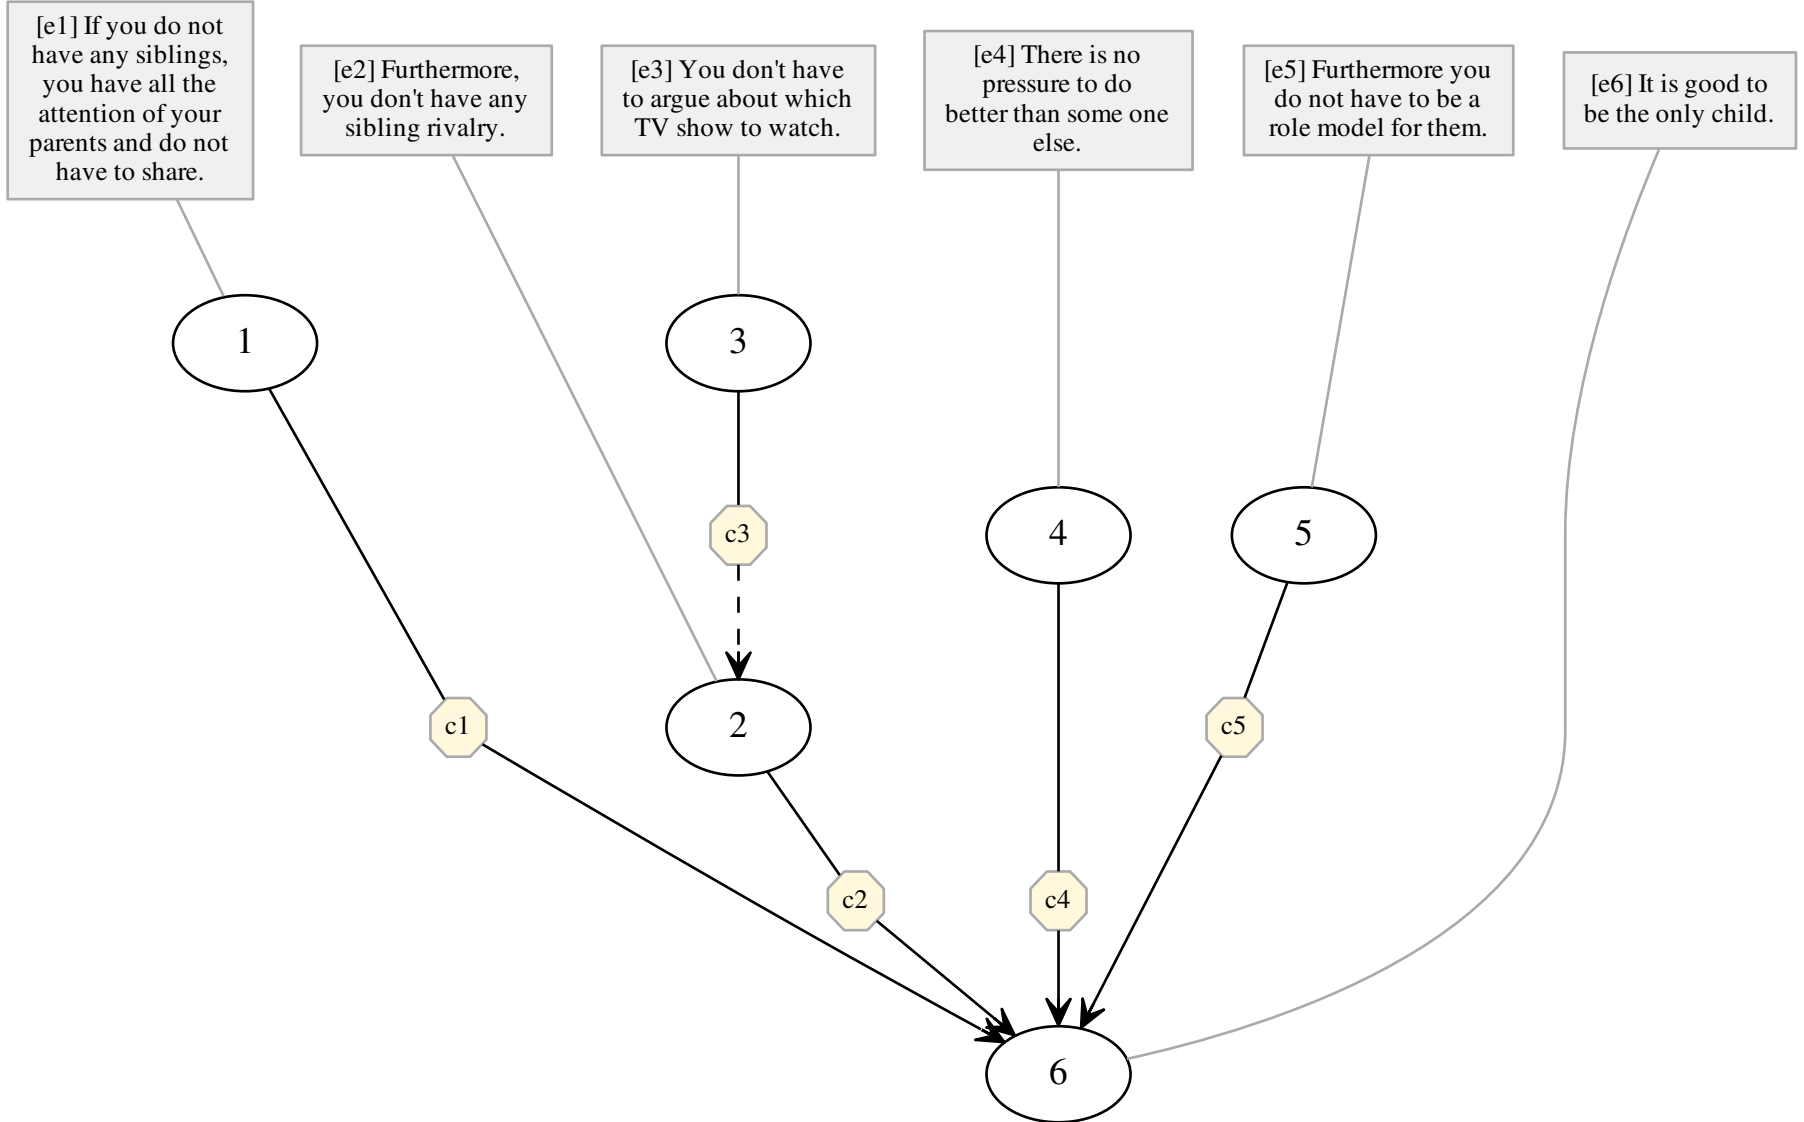 [e1] If you do not
have any siblings,
you have all the
attention of your
parents and do not
have to share.
[e2] Furthermore,
you don't have any
sibling rivalry.
[e3] You don't have
to argue about which
TV show to watch.
[e4] There is no
pressure to do
better than some one
else.
[e5] Furthermore you
do not have to be a
role model for them.
[e6] It is good to
be the only child.
1
3
c3
4
5
c1
2
c5
c2
c4
6